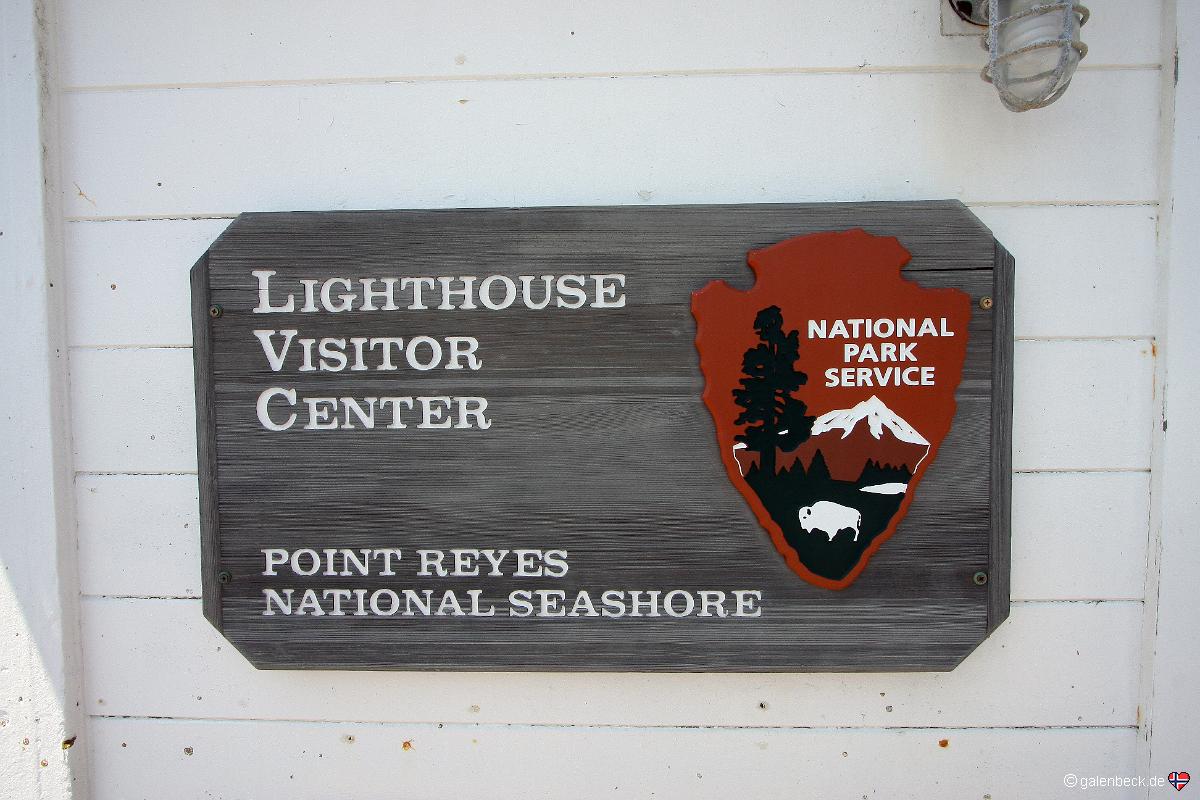 LIGHTHOUSE
VISITOR
CENTER
NATIONAL
PARK
SERVICE
POINT REYES
NATIONAL SEASHORE
© galenbeck.de